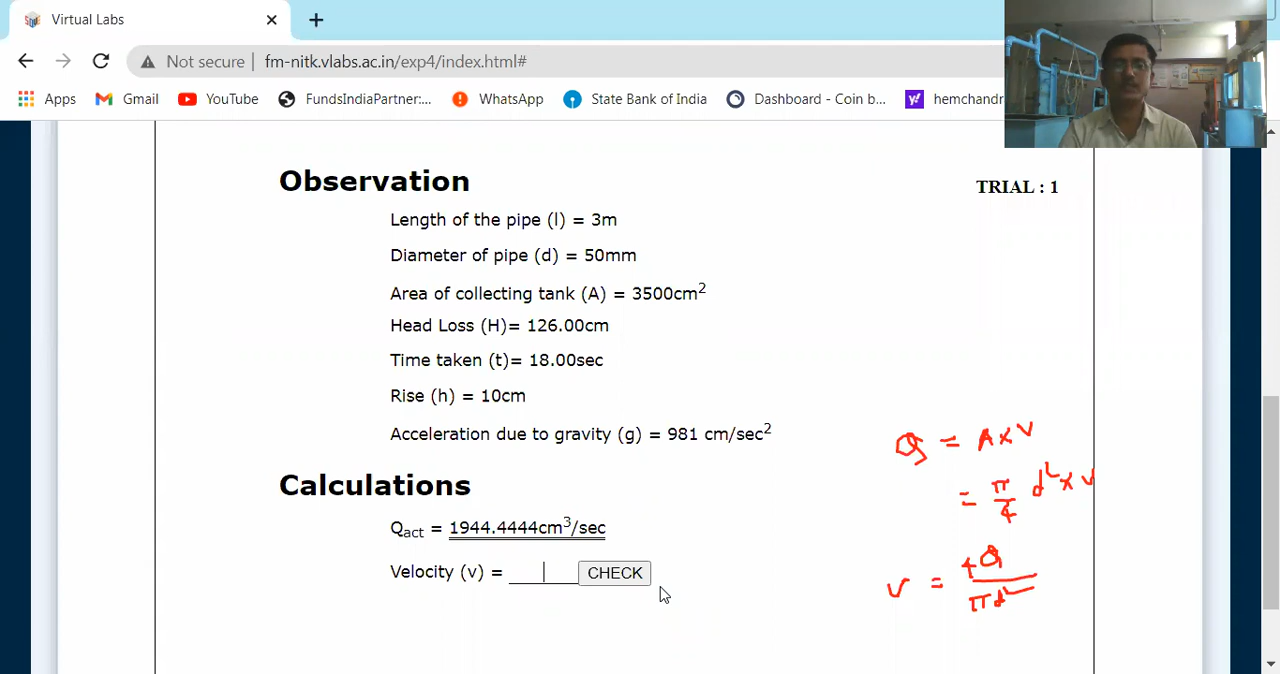 Virtual Labs
Not secure | fm-nitk.vlabs.ac.in/exp4/index.html#
Apps Gmail YouTube FundsIndiaPartner:... WhatsApp State Bank of India Dashboard - Coin b... hemchandr
Observation
TRIAL : 1
Length of the pipe (l) = 3m
Diameter of pipe (d) = 50mm
Area of collecting tank (A) = 3500cm²
Head Loss (H)= 126.00cm
Time taken (t)= 18.00sec
Rise (h) = 10cm
Acceleration due to gravity (g) = 981 cm/sec²
Q = A x V
= π/4 d² x v
Calculations
Qact = 1944.4444cm³/sec
Velocity (v) = CHECK
v = 4Q/πd²